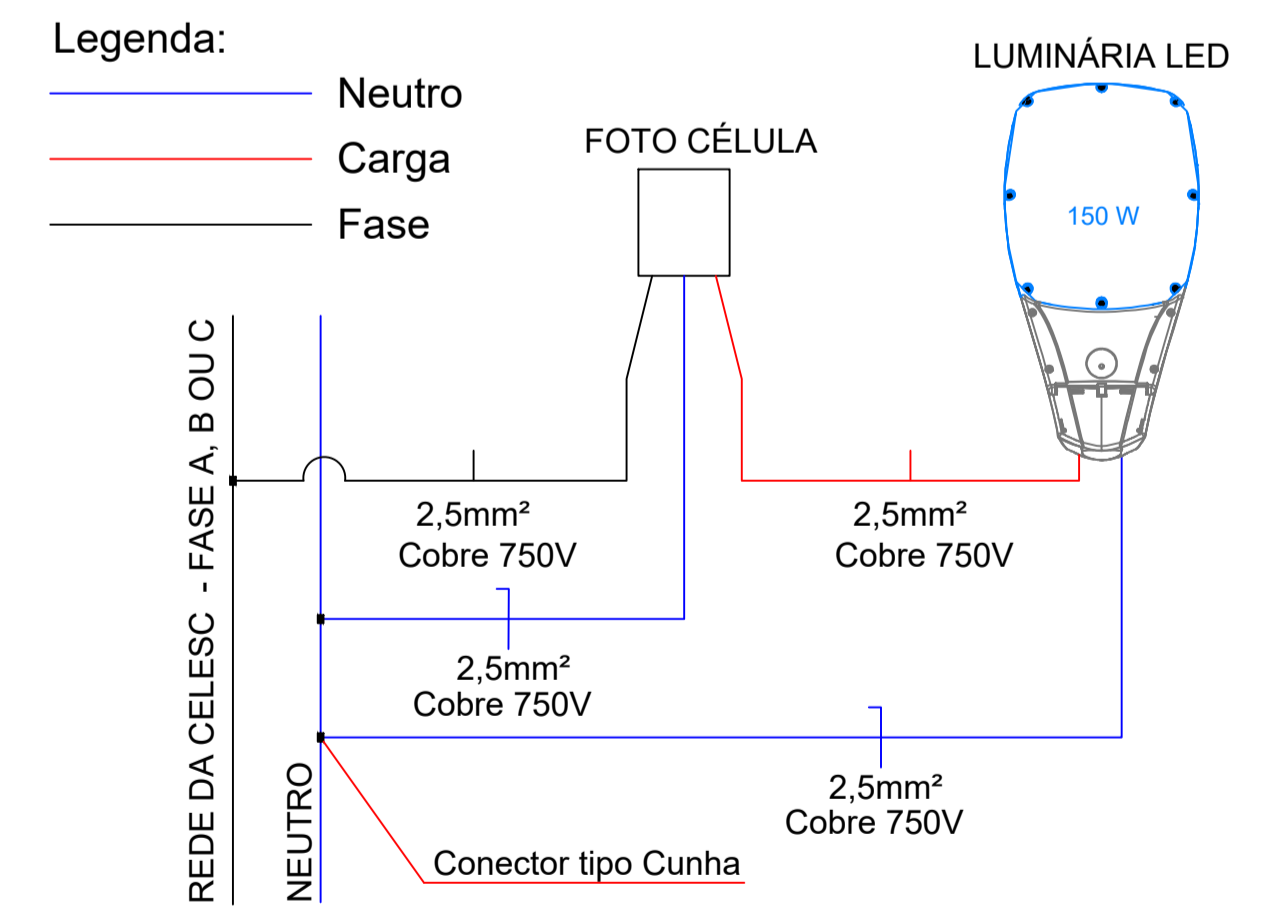 Legenda:
Neutro
Carga
Fase
LUMINÁRIA LED
FOTO CÉLULA
150 W
REDE DA CELESC - FASE A, B OU C
NEUTRO
2,5mm²
Cobre 750V
2,5mm²
Cobre 750V
2,5mm²
Cobre 750V
2,5mm²
Cobre 750V
Conector tipo Cunha